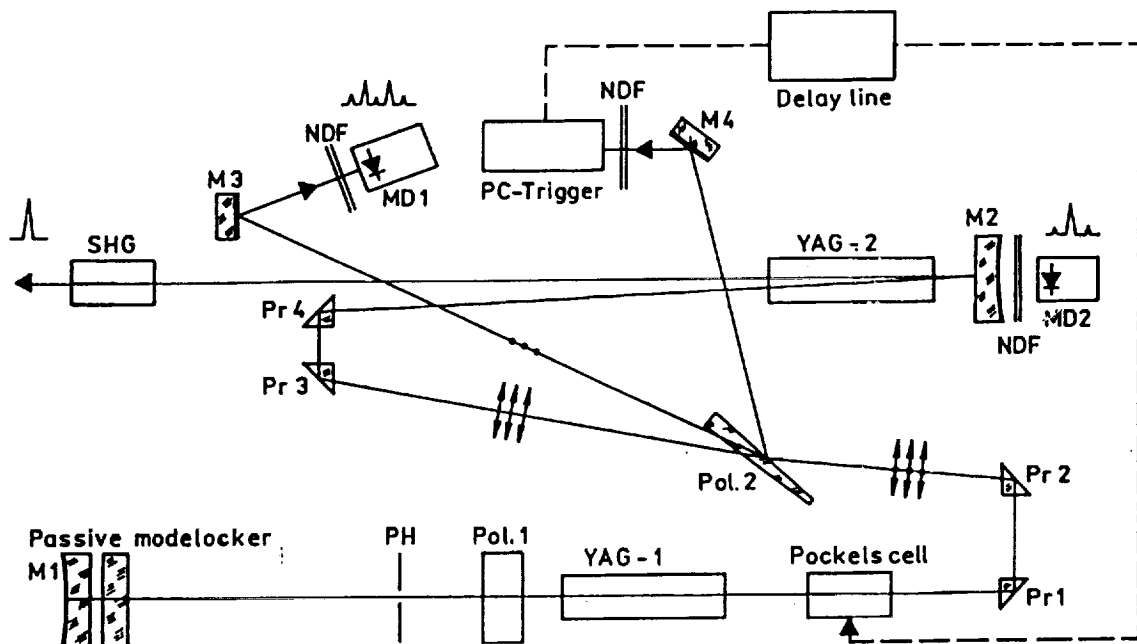 Delay line
NDF
M4
NDF
PC-Trigger
MD1
M3
M2
SHG
YAG-2
Pr 4
MD2
NDF
Pr 3
Pol.2
Pr 2
Passive modelocker
PH
Pol.1
M1
YAG-1
Pockels cell
Pr1